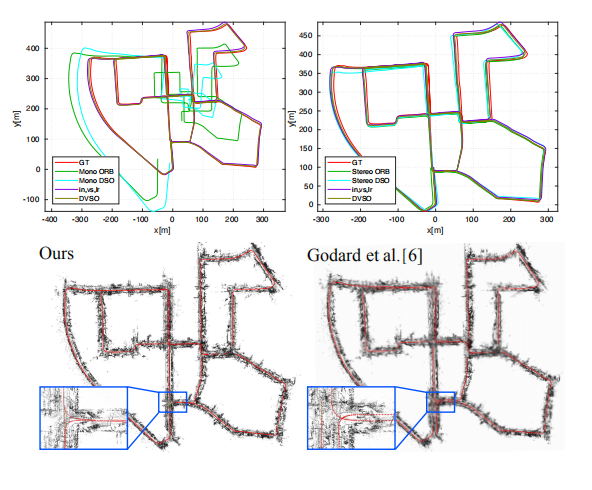 400
300
200
100
0
-100
y[m]
GT
Mono ORB
Mono DSO
in,vs,lr
DVSO
-400 -300 -200 -100 0 100 200 300
x[m]
450
400
350
300
250
200
150
100
50
0
y[m]
GT
Stereo ORB
Stereo DSO
in,s,lr
DVSO
-300 -200 -100 0 100 200 300
x[m]
Ours
Godard et al.[6]